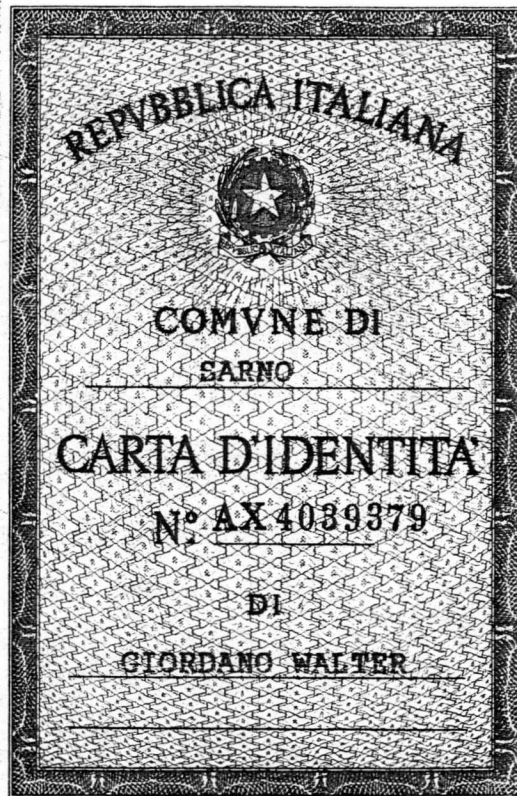 REPVBBLICA ITALIANA
COMVNE DI
SARNO
CARTA D'IDENTITA'
N° AX 4039379
DI
GIORDANO WALTER